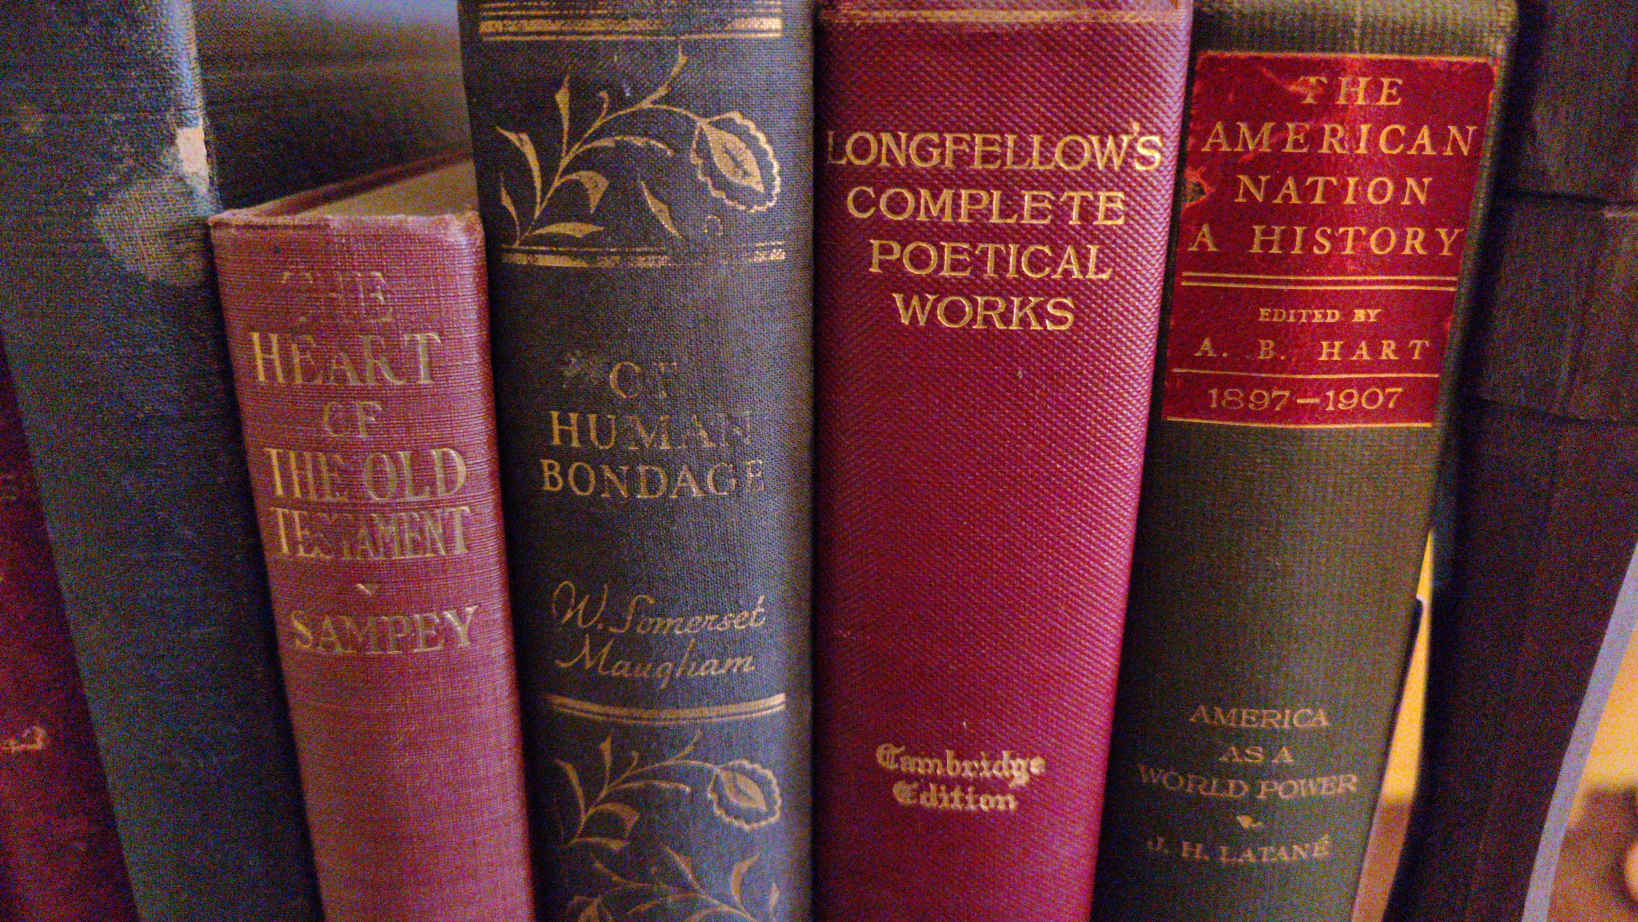 THE
HEART
OF
THE OLD
TESTAMENT
SAMPEY
OF
HUMAN
BONDAGE
W. Somerset
Maugham
LONGFELLOW'S
COMPLETE
POETICAL
WORKS
Cambridge
Edition
THE
AMERICAN
NATION
A HISTORY
EDITED BY
A. B. HART
1897–1907
AMERICA
AS A
WORLD POWER
J. H. LATANÉ